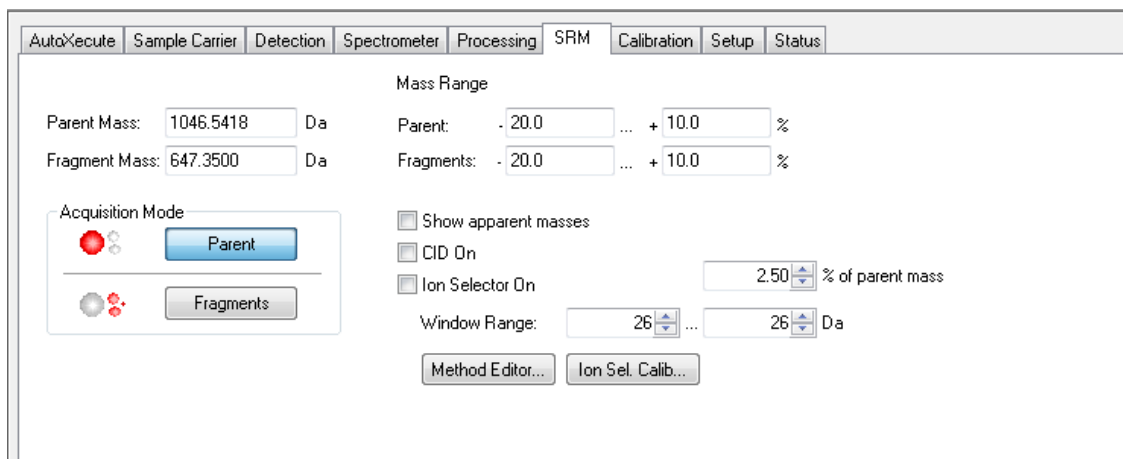 AutoXecute Sample Carrier Detection Spectrometer Processing SRM Calibration Setup Status
Mass Range
Parent Mass: 1046.5418 Da Parent: - 20.0 ... + 10.0 %
Fragment Mass: 647.3500 Da Fragments: - 20.0 ... + 10.0 %
Acquisition Mode
Parent
Fragments
Show apparent masses
CID On
Ion Selector On 2.50 % of parent mass
Window Range: 26 ... 26 Da
Method Editor... Ion Sel. Calib...